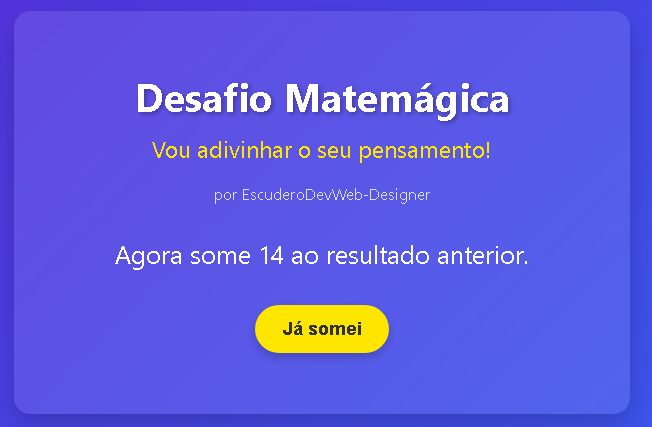 Desafio Matemágica
Vou adivinhar o seu pensamento!
por EscuderoDevWeb-Designer
Agora some 14 ao resultado anterior.
Já somei